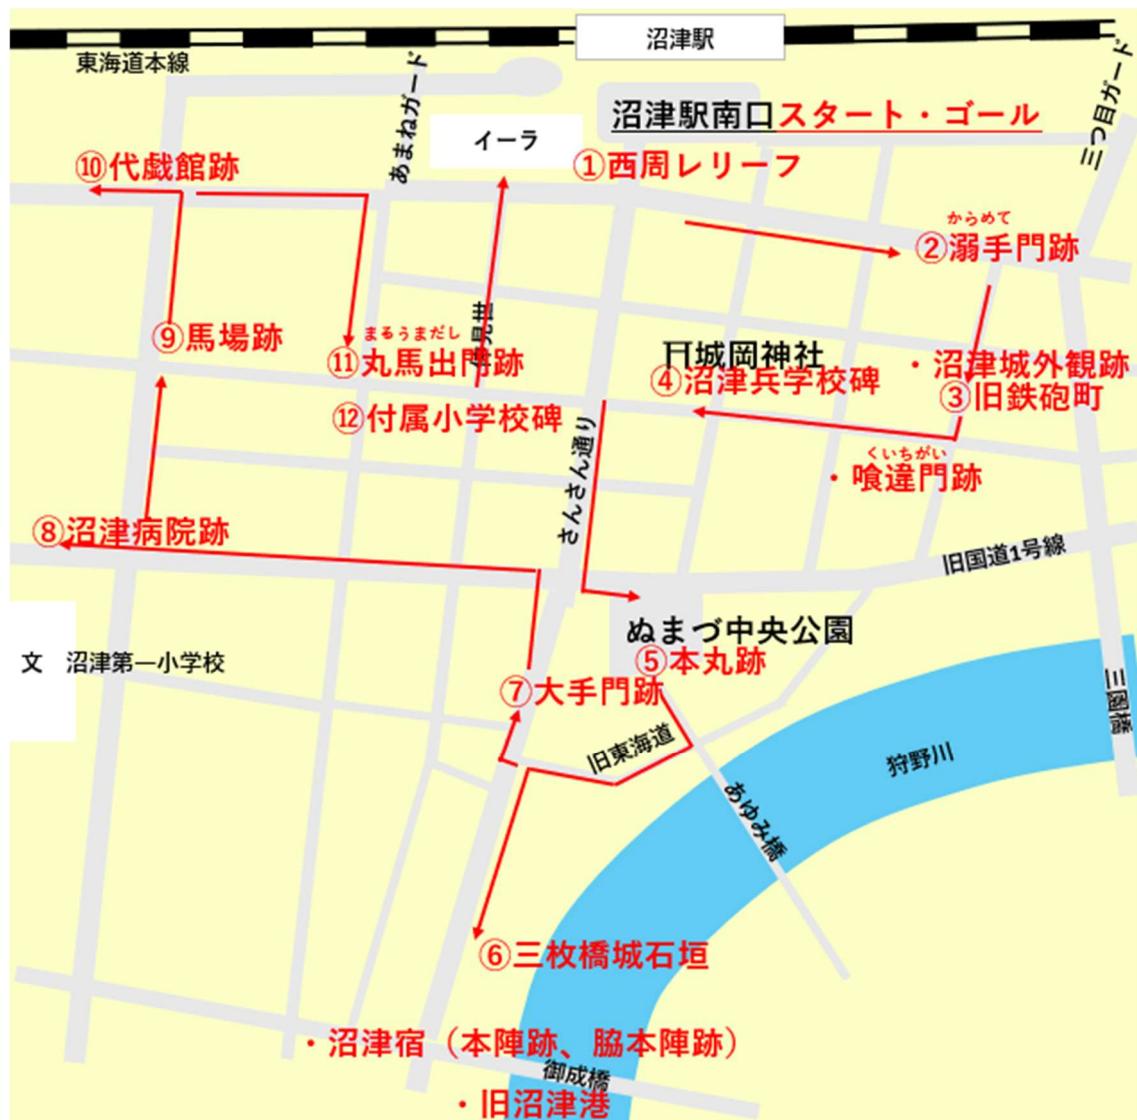 沼津駅
東海道本線
あまねガード
三つ目ガード
沼津駅南口スタート・ゴール
イーラ
①西周レリーフ
⑩代戯館跡
からめて
②溺手門跡
⑨馬場跡
まるうまだし
⑪丸馬出門跡
仲見世
城岡神社
④沼津兵学校碑
・沼津城外観跡
③旧鉄砲町
⑫付属小学校碑
さんさん通り
くいちがい
・喰違門跡
⑧沼津病院跡
旧国道1号線
ぬまづ中央公園
⑤本丸跡
文 沼津第一小学校
⑦大手門跡
三園橋
旧東海道
狩野川
あゆみ橋
⑥三枚橋城石垣
・沼津宿（本陣跡、脇本陣跡）
御成橋
・旧沼津港